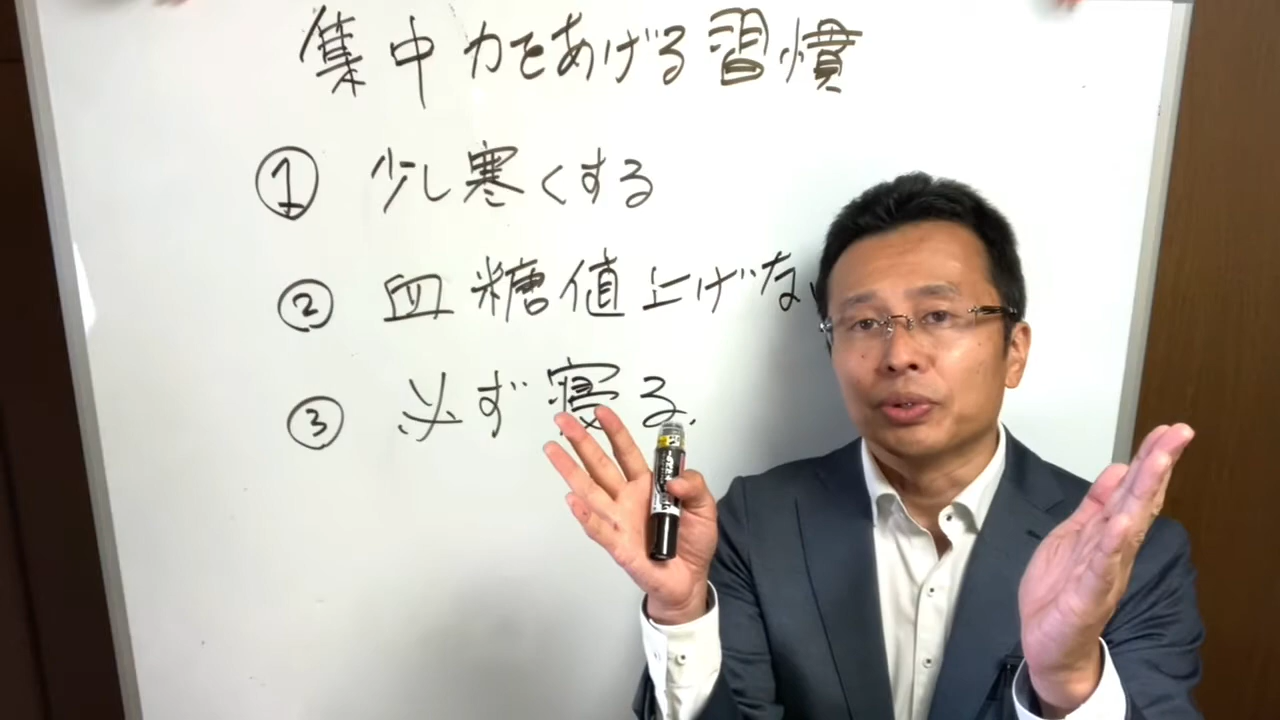 集中力をあげる習慣
① 少し寒くする
② 血糖値上げな
③ 必ず寝る.